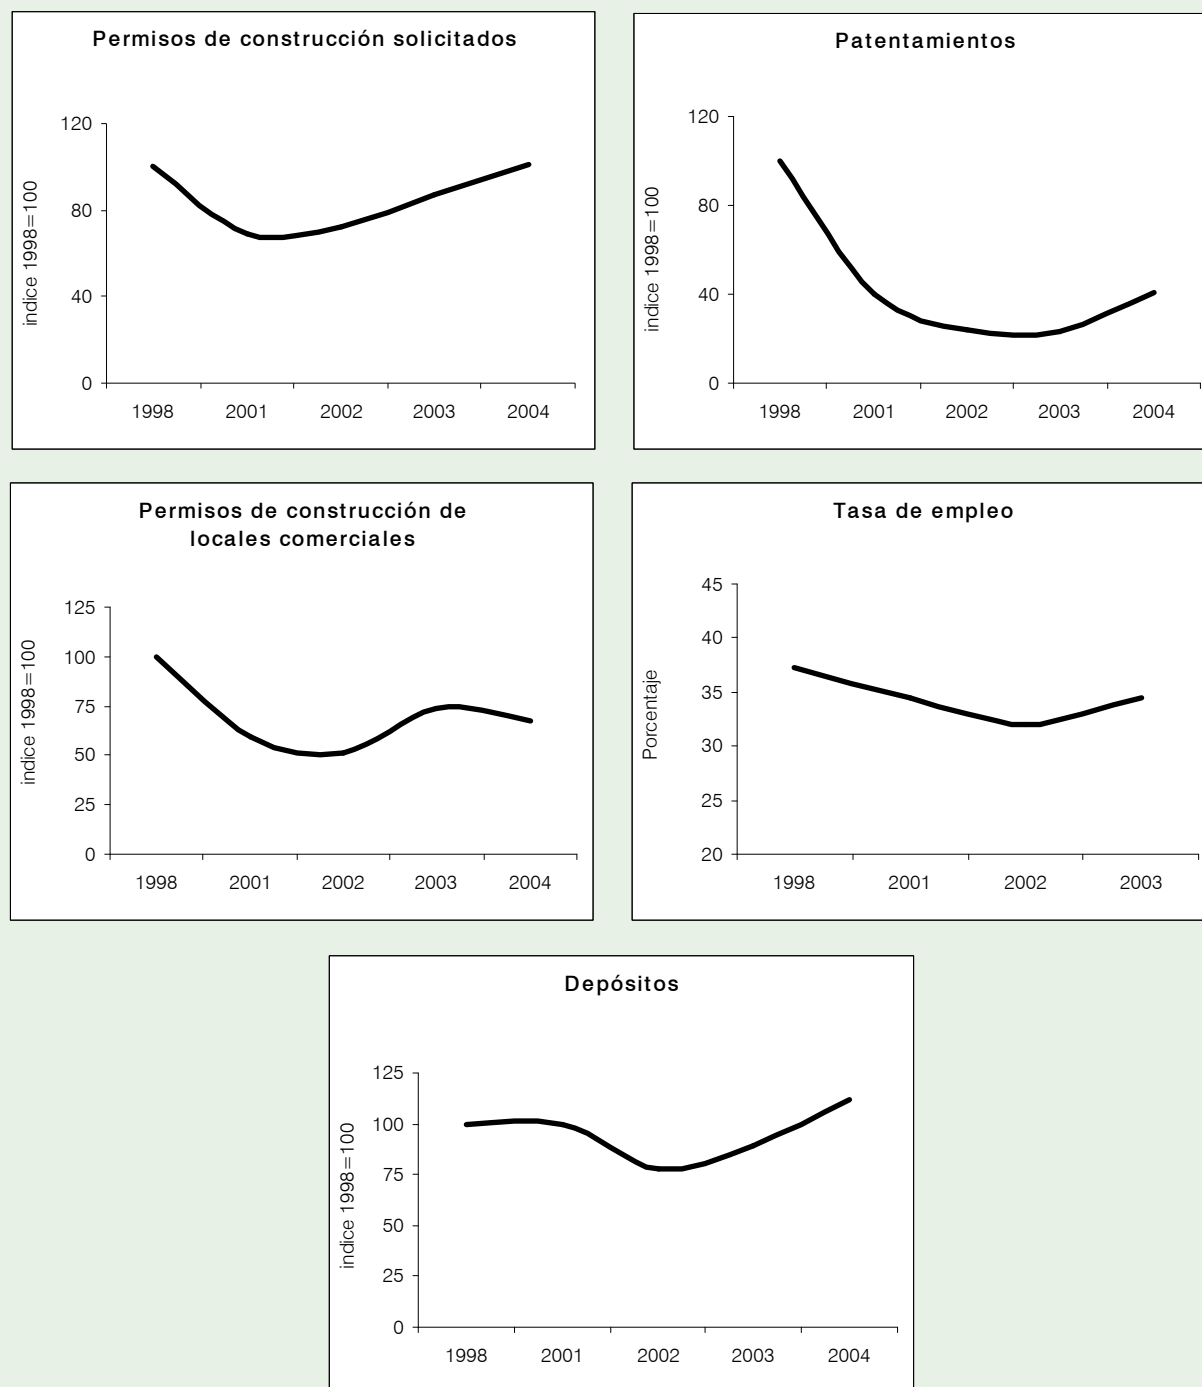 Permisos de construcción solicitados
120
80
40
0
indice 1998=100
1998 2001 2002 2003 2004
Patentamientos
120
80
40
0
indice 1998=100
1998 2001 2002 2003 2004
Permisos de construcción de
locales comerciales
125
100
75
50
25
0
indice 1998=100
1998 2001 2002 2003 2004
Tasa de empleo
45
40
35
30
25
20
Porcentaje
1998 2001 2002 2003
Depósitos
125
100
75
50
25
0
indice 1998=100
1998 2001 2002 2003 2004